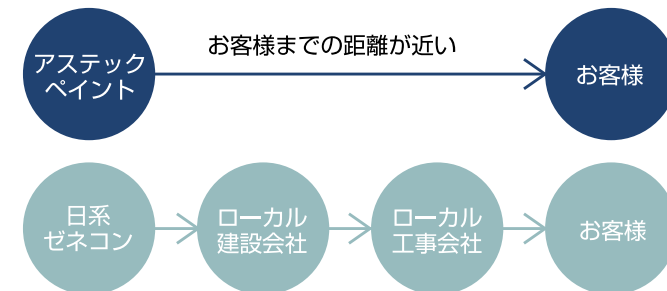 アステック
ペイント
お客様までの距離が近い
お客様
日系
ゼネコン
ローカル
建設会社
ローカル
工事会社
お客様